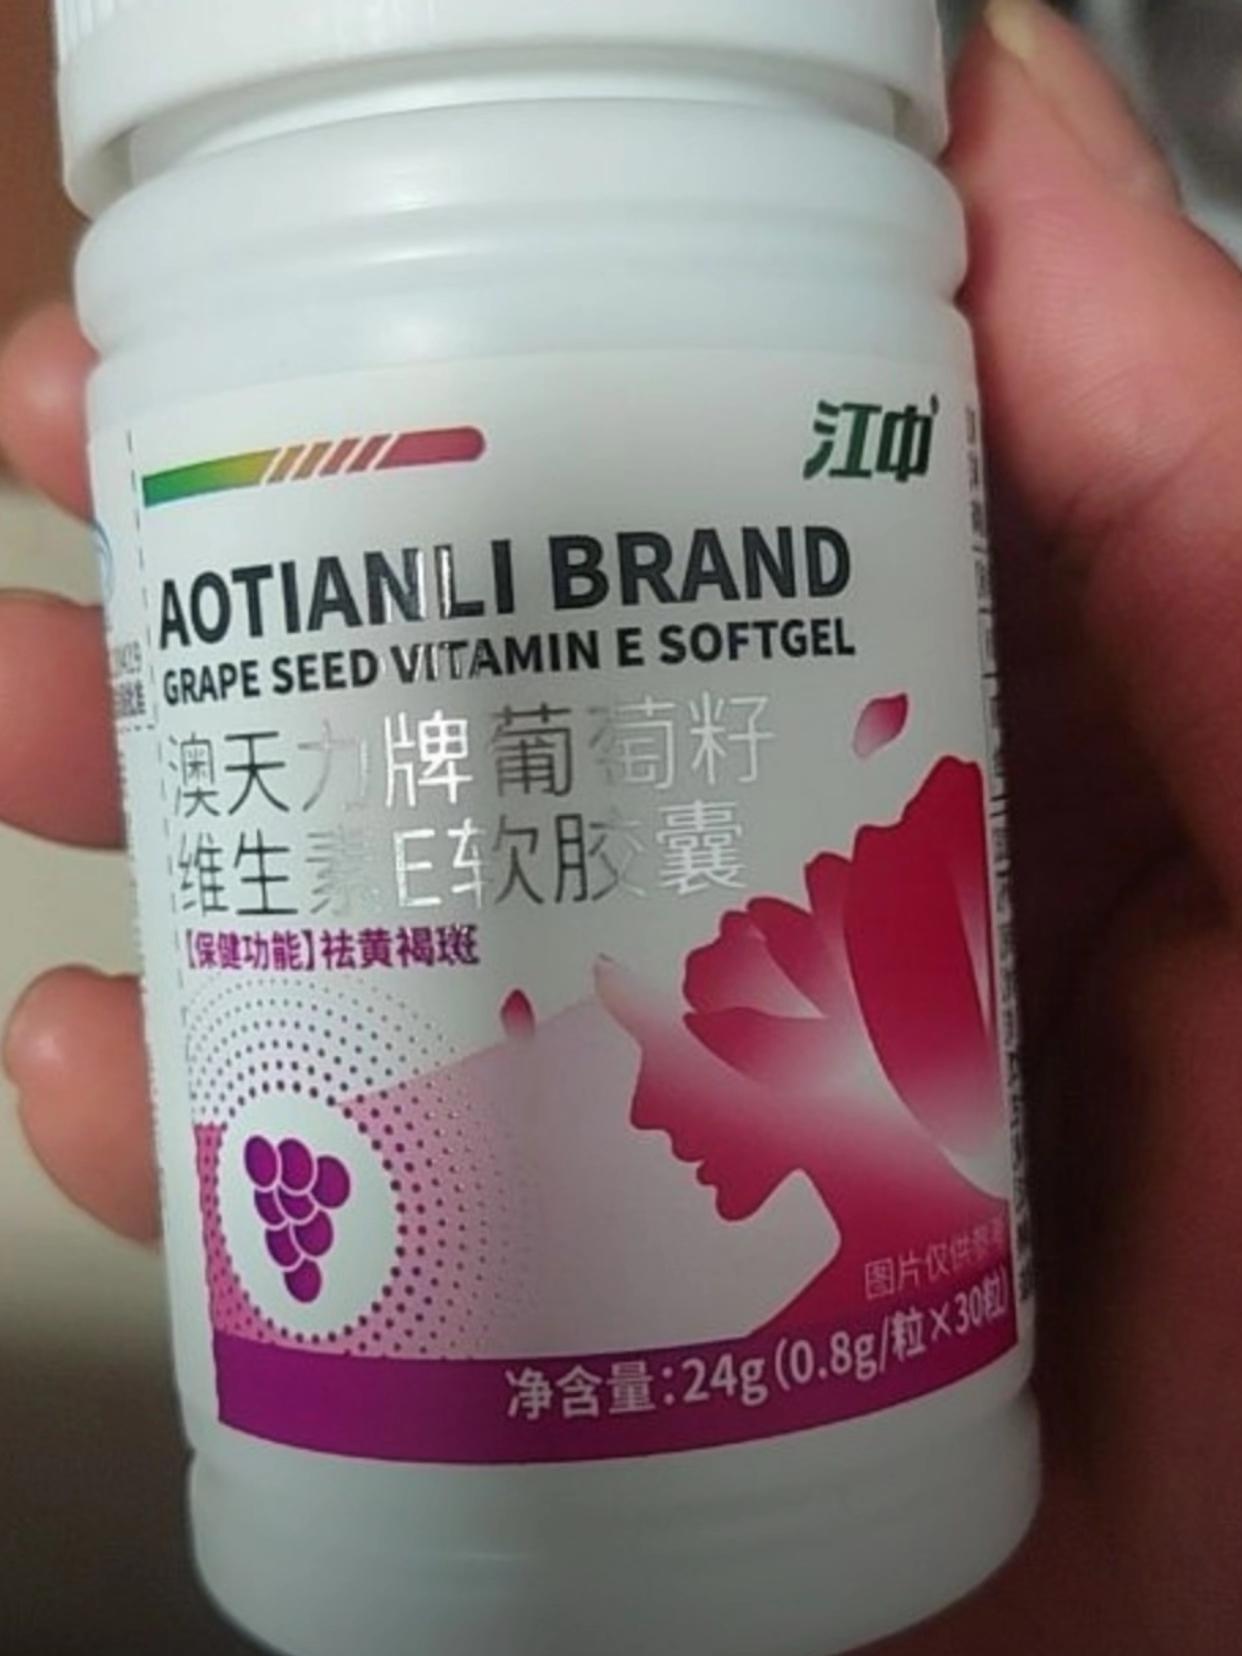 江中
AOTIANLI BRAND
GRAPE SEED VITAMIN E SOFTGEL
澳天力牌葡萄籽
维生素E软胶囊
【保健功能】祛黄褐斑
图片仅供参考
净含量:24g(0.8g/粒×30粒)